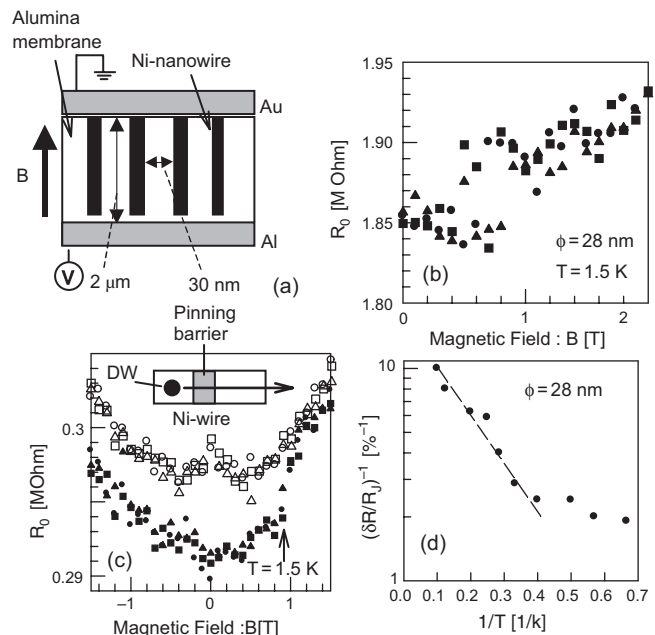 Alumina
membrane
(a)
Ni-nanowire
Au
B
Al
V
2 μm
30 nm
1.95
1.90
1.85
1.80
R0 [M Ohm]
ϕ = 28 nm
T = 1.5 K
(b)
0
1
2
Magnetic Field : B [T]
Pinning
barrier
DW
Ni-wire
0.3
0.29
R0 [MOhm]
(c)
T = 1.5 K
−1
0
1
Magnetic Field :B[T]
10
1
(δR/RJ)−1 [%−1]
ϕ = 28 nm
(d)
0.0 0.1 0.2 0.3 0.4 0.5 0.6 0.7
1/T [1/k]